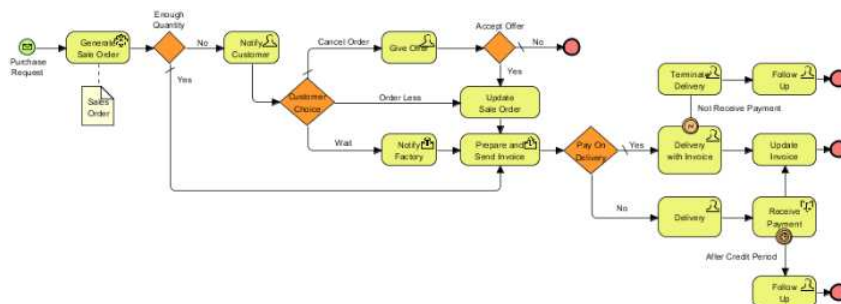 Enough
Quantity
Purchase
Request
Generate
Sale Order
Sales
Order
No
Yes
Notify
Customer
Customer
Choice
Cancel Order
Order Less
Wait
Give Offer
Accept Offer
No
Yes
Update
Sale Order
Notify
Factory
Prepare and
Send Invoice
Pay On
Delivery
Yes
No
Terminate
Delivery
Follow
Up
Not Receive Payment
Delivery
with Invoice
Update
Invoice
Delivery
Receive
Payment
After Credit Period
Follow
Up